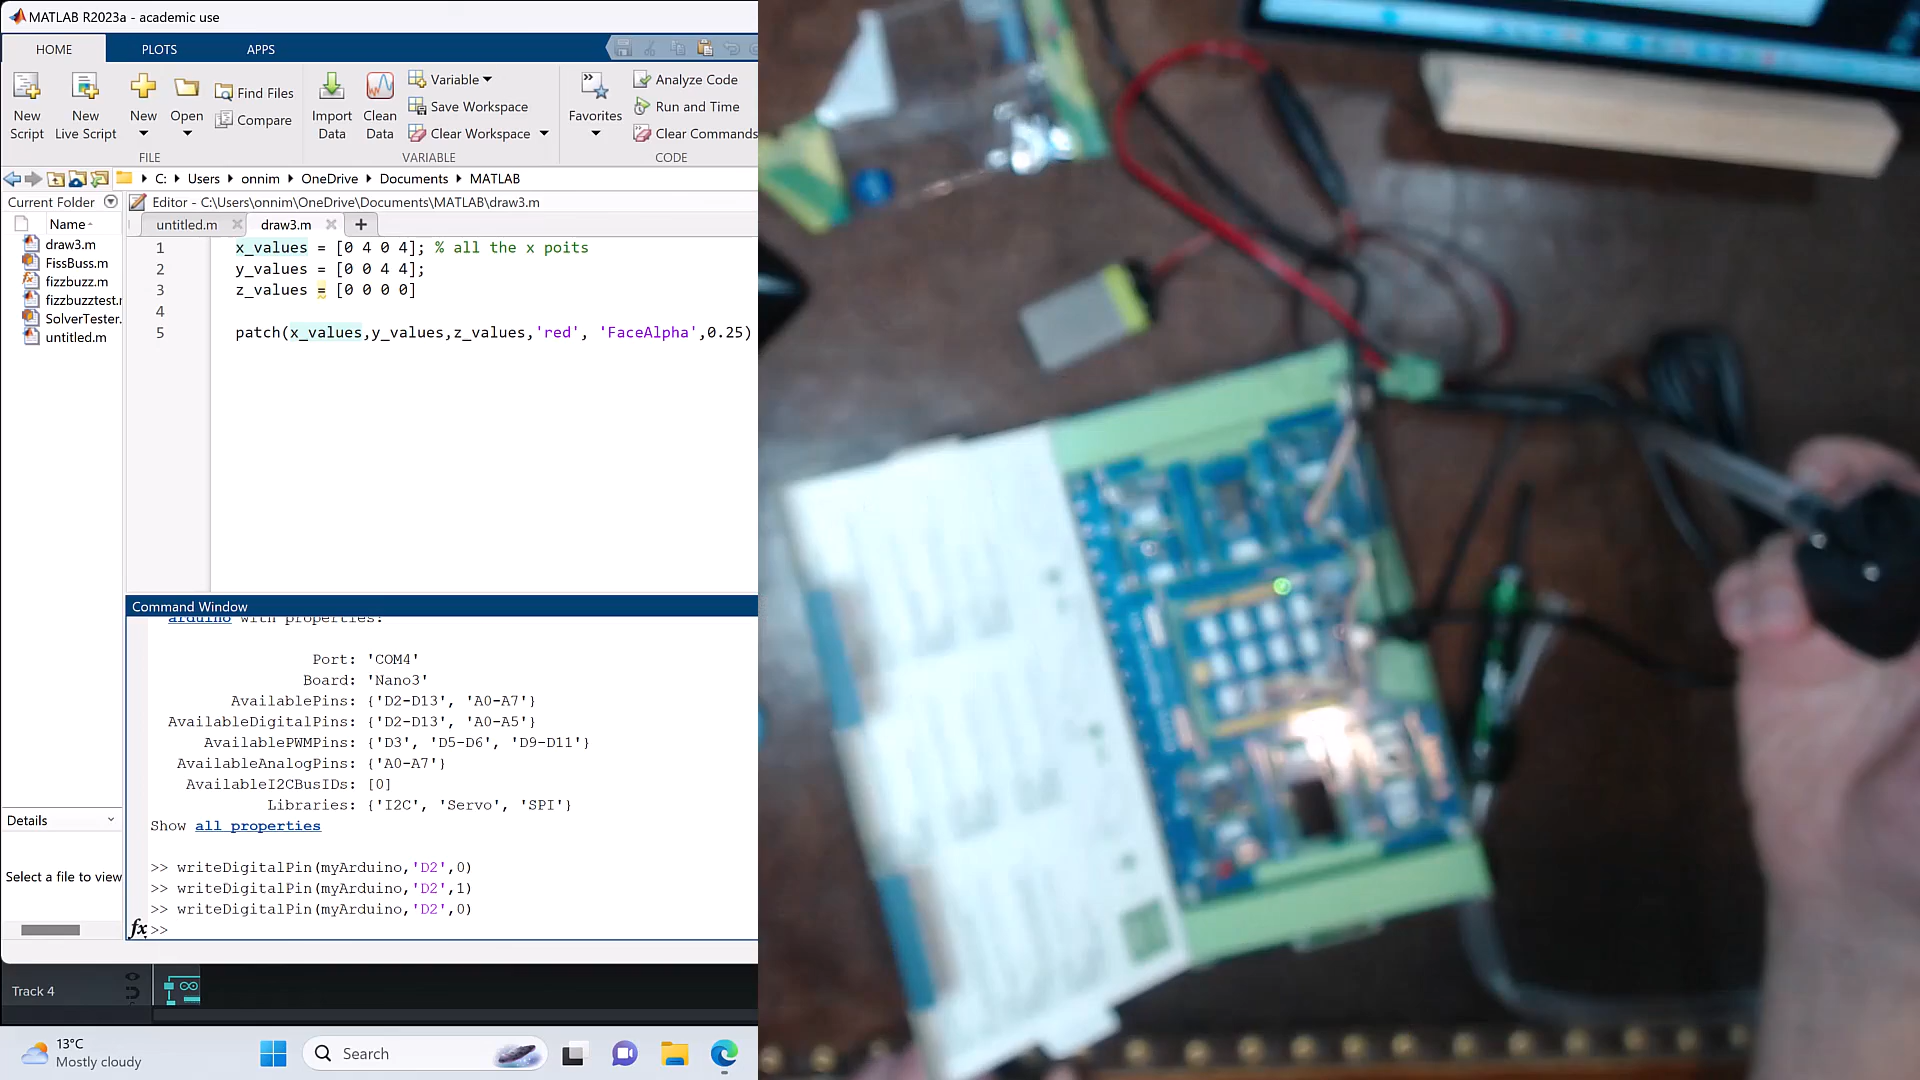 MATLAB R2023a - academic use
HOME PLOTS APPS
New Script
New Live Script
New
Open
Find Files
Compare
FILE
Import Data
Clean Data
Variable
Save Workspace
Clear Workspace
VARIABLE
Favorites
Analyze Code
Run and Time
Clear Commands
CODE
C: Users onnim OneDrive Documents MATLAB
Current Folder
Name
draw3.m
FissBuss.m
fizzbuzz.m
fizzbuzztest.
SolverTester.
untitled.m
Details
Select a file to view
Editor - C:\Users\onnim\OneDrive\Documents\MATLAB\draw3.m
untitled.m draw3.m
1 x_values = [0 4 0 4]; % all the x poits
2 y_values = [0 0 4 4];
3 z_values = [0 0 0 0]
4
5 patch(x_values,y_values,z_values,'red', 'FaceAlpha',0.25)
Command Window
arduino with properties:
Port: 'COM4'
Board: 'Nano3'
AvailablePins: {'D2-D13', 'A0-A7'}
AvailableDigitalPins: {'D2-D13', 'A0-A5'}
AvailablePWMPins: {'D3', 'D5-D6', 'D9-D11'}
AvailableAnalogPins: {'A0-A7'}
AvailableI2CBusIDs: [0]
Libraries: {'I2C', 'Servo', 'SPI'}
Show all properties
>> writeDigitalPin(myArduino,'D2',0)
>> writeDigitalPin(myArduino,'D2',1)
>> writeDigitalPin(myArduino,'D2',0)
fx >>
Track 4
13°C
Mostly cloudy
Search